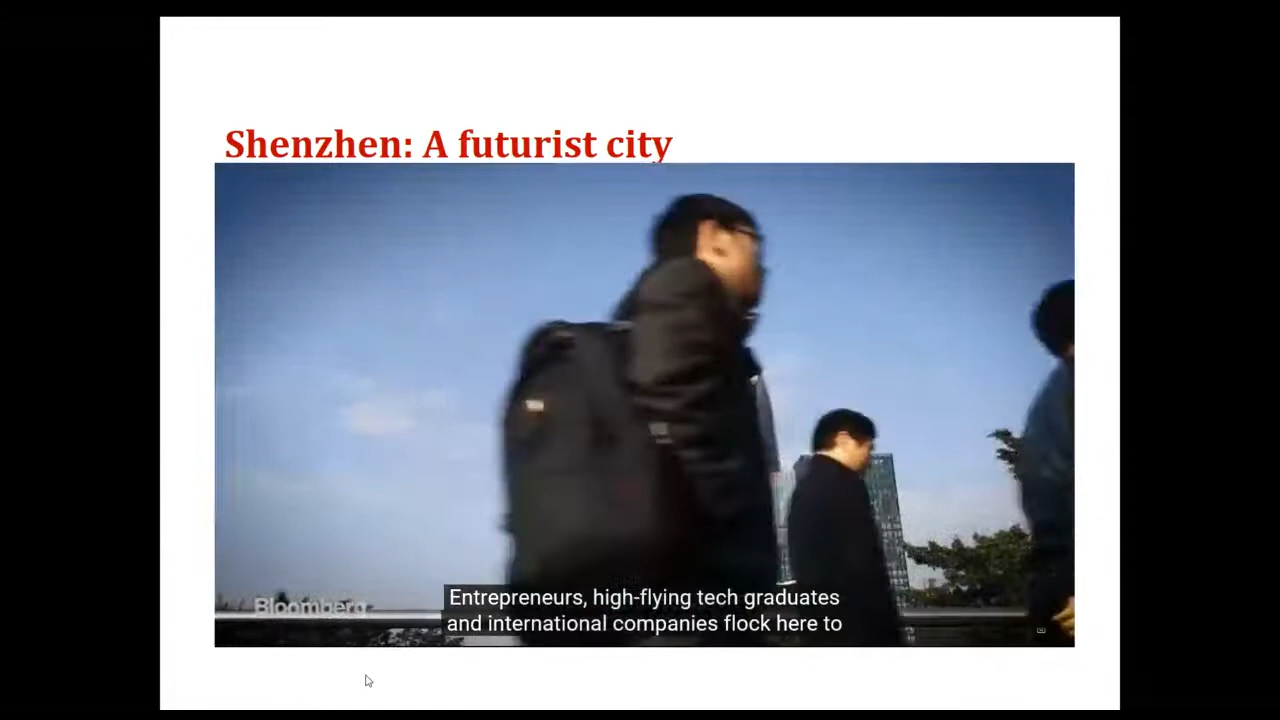 Shenzhen: A futurist city
Bloomberg
Entrepreneurs, high-flying tech graduates
and international companies flock here to